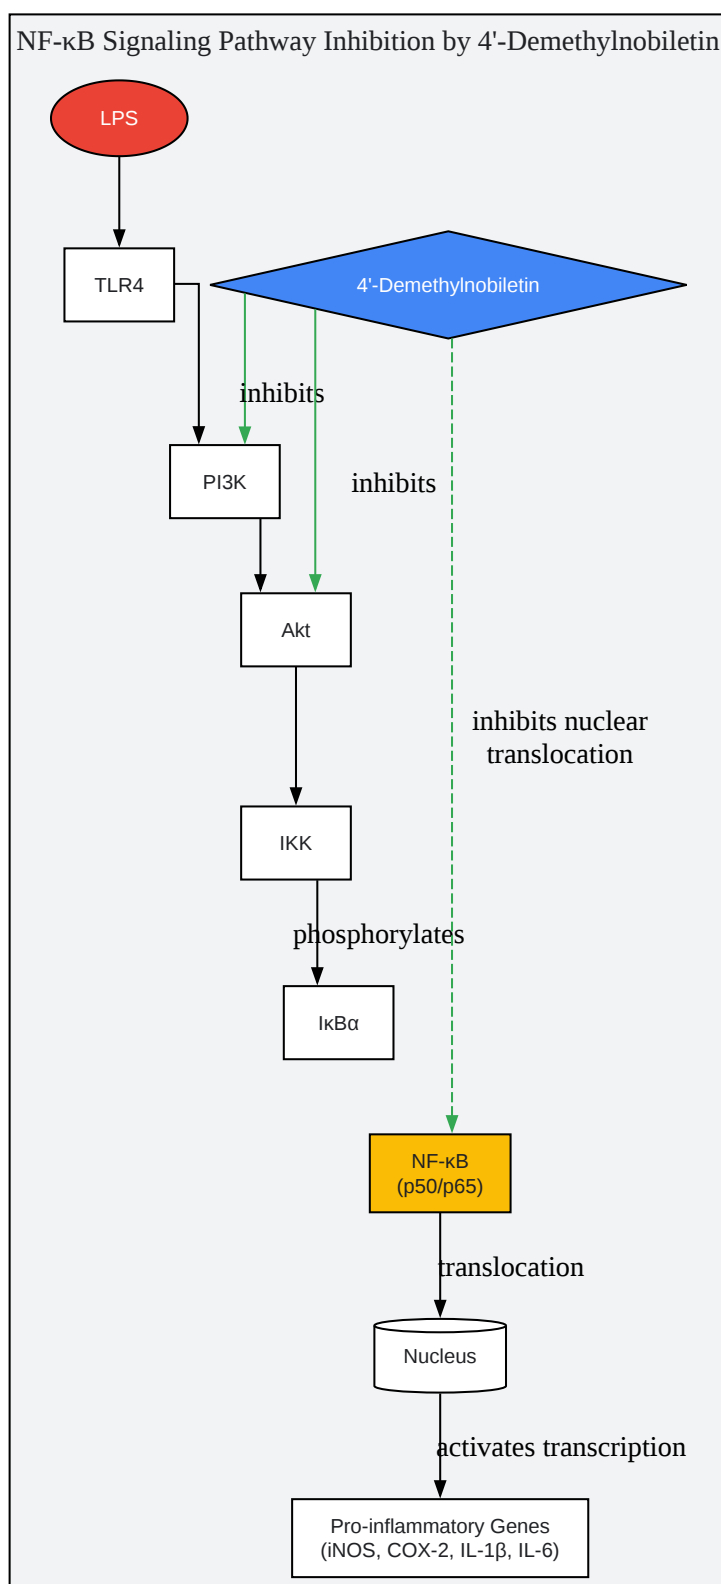 NF-κB Signaling Pathway Inhibition by 4'-Demethylnobiletin
LPS
TLR4
4'-Demethylnobiletin
inhibits
PI3K
inhibits
Akt
inhibits nuclear
translocation
IKK
phosphorylates
IκBα
NF-κB
(p50/p65)
translocation
Nucleus
activates transcription
Pro-inflammatory Genes
(iNOS, COX-2, IL-1β, IL-6)